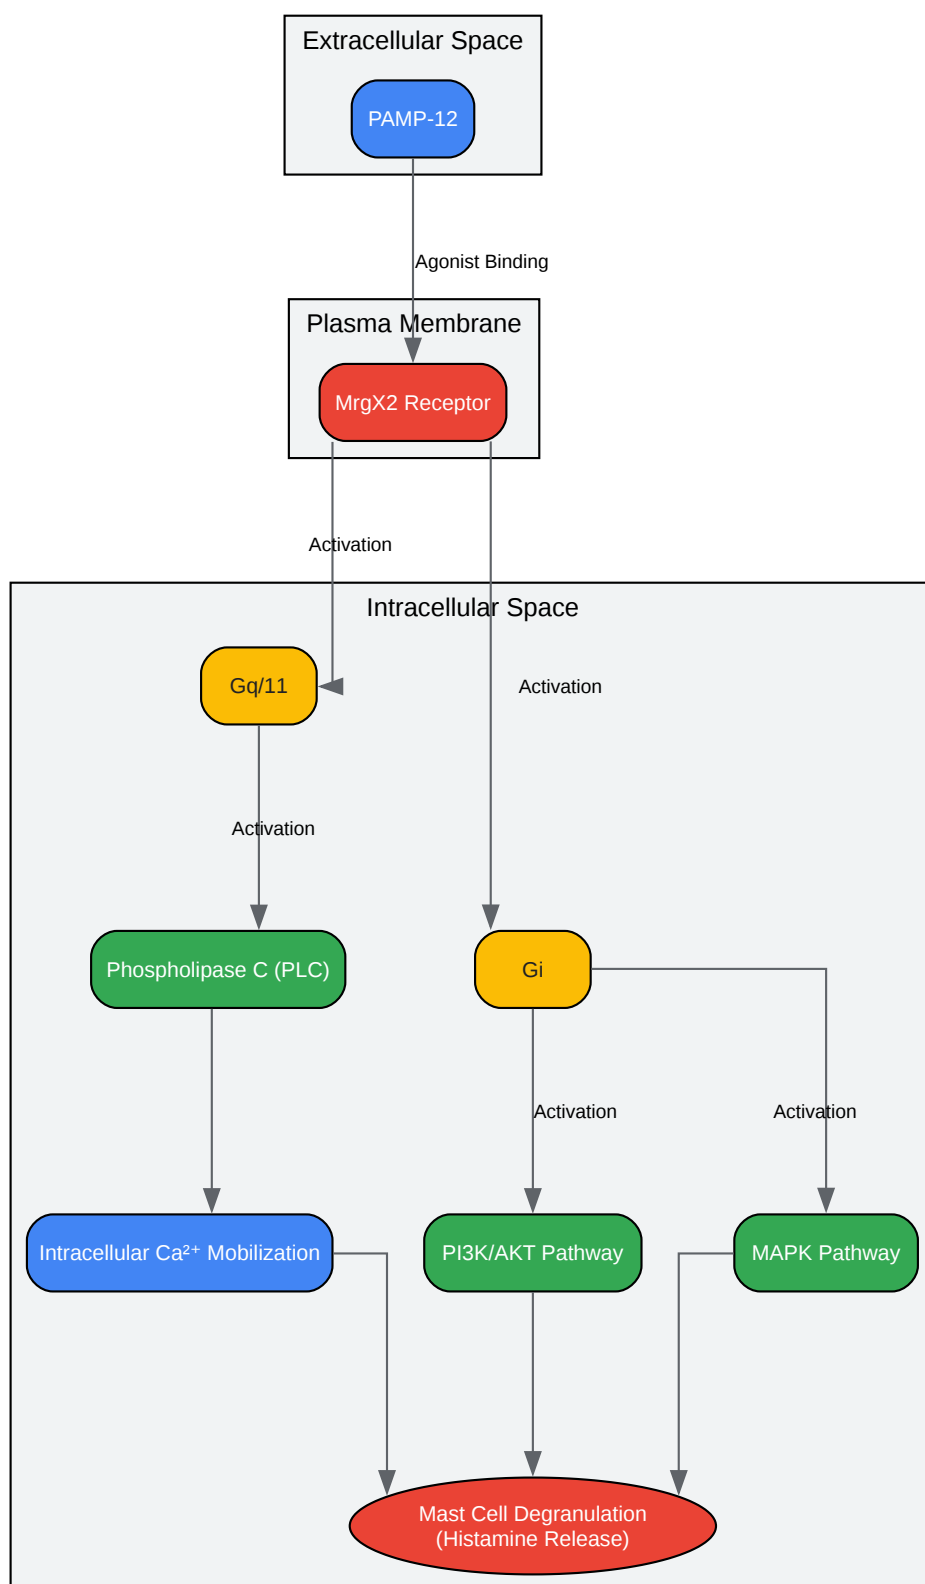 Extracellular Space
PAMP-12
Agonist Binding
Plasma Membrane
MrgX2 Receptor
Activation
Intracellular Space
Gq/11
Activation
Activation
Phospholipase C (PLC)
Gi
Activation
Activation
Intracellular Ca²⁺ Mobilization
PI3K/AKT Pathway
MAPK Pathway
Mast Cell Degranulation
(Histamine Release)